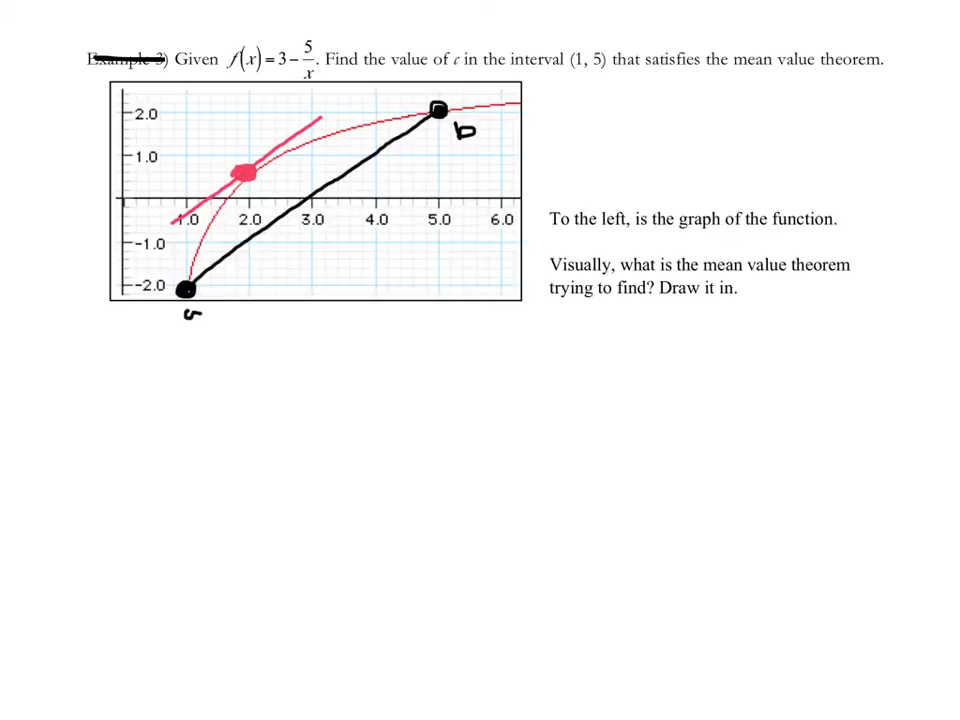 Example 3) Given f(x) = 3 − 5/x. Find the value of c in the interval (1, 5) that satisfies the mean value theorem.
2.0
b
1.0
1.0 2.0 3.0 4.0 5.0 6.0
To the left, is the graph of the function.
−1.0
Visually, what is the mean value theorem
−2.0
trying to find? Draw it in.
a